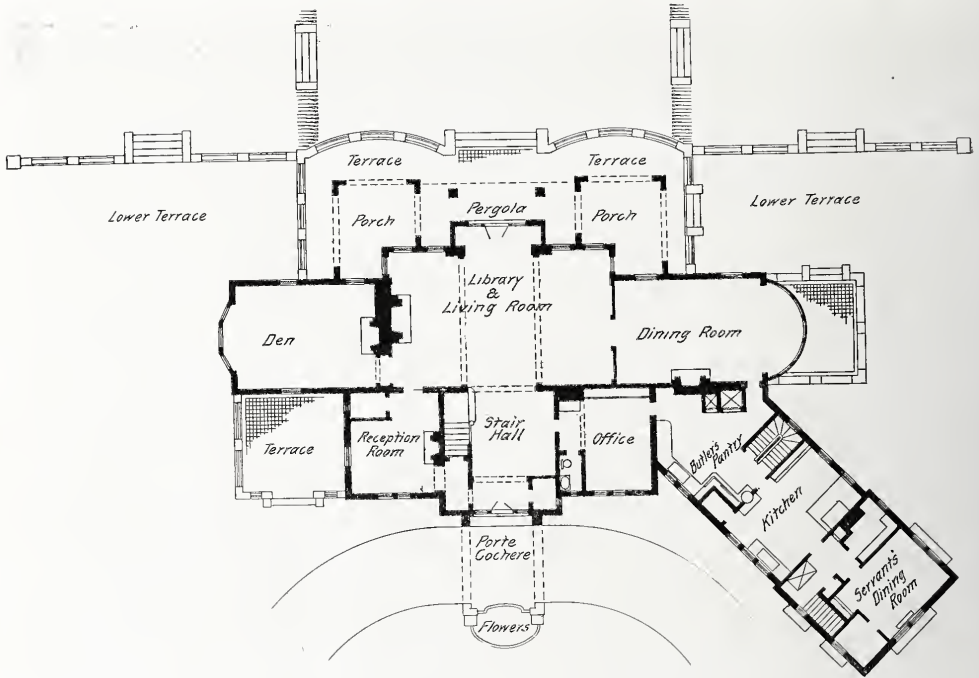 Terrace
Terrace
Lower Terrace
Porch
Pergola
Porch
Lower Terrace
Library
&
Living Room
Den
Dining Room
Terrace
Reception
Room
Stair
Hall
Office
Butler's
Pantry
Kitchen
Servant's
Dining
Room
Porte
Cochere
Flowers